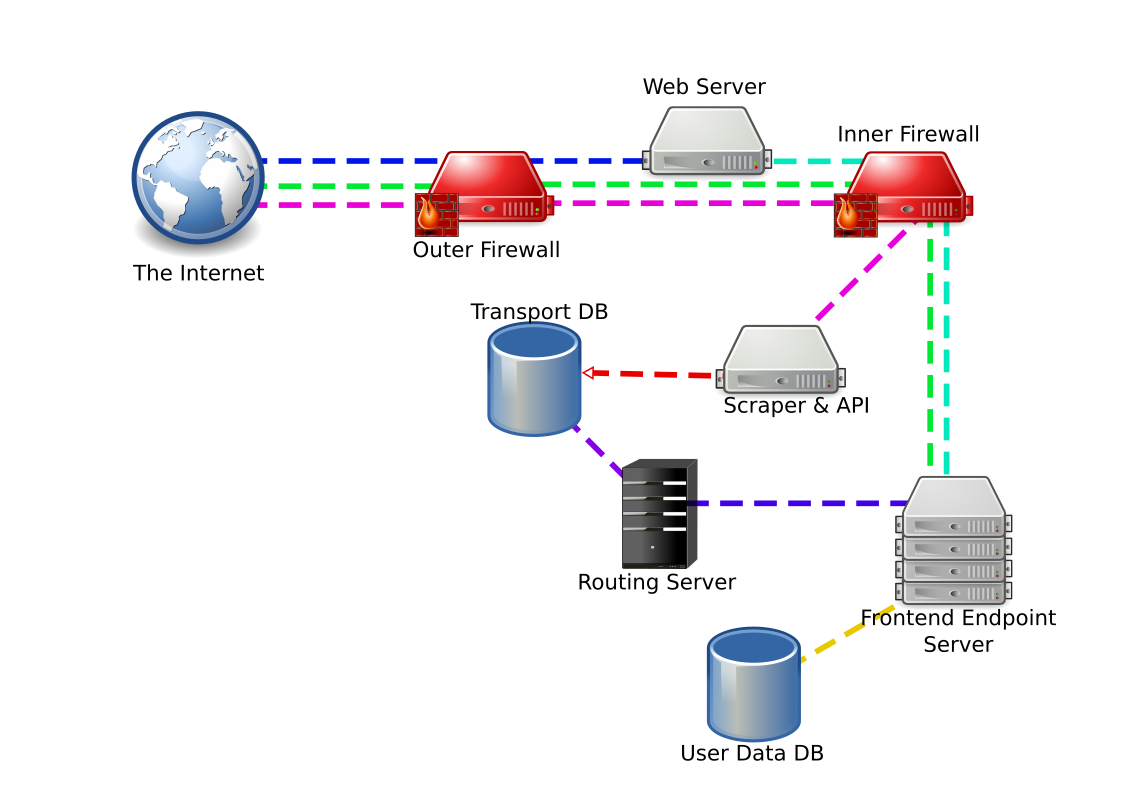 Web Server
Inner Firewall
Outer Firewall
The Internet
Transport DB
Scraper & API
Routing Server
Frontend Endpoint
Server
User Data DB